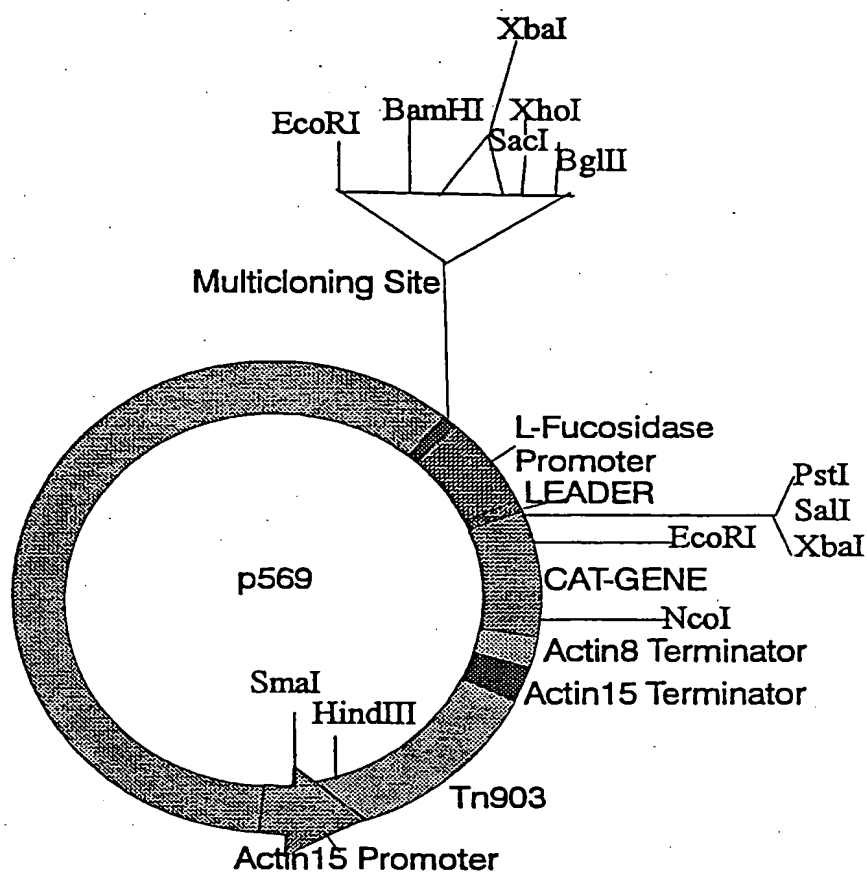 XbaI
EcoRI
BamHI
XhoI
SacI
BglII
Multicloning Site
L-Fucosidase
Promoter
LEADER
PstI
SalI
XbaI
EcoRI
p569
CAT-GENE
NcoI
Actin8 Terminator
Actin15 Terminator
SmaI
HindIII
Tn903
Actin15 Promoter